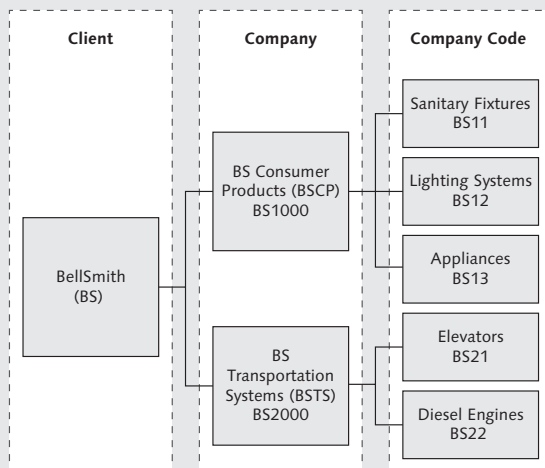 Client
Company
Company Code
BellSmith
(BS)
BS Consumer
Products (BSCP)
BS1000
BS
Transportation
Systems (BSTS)
BS2000
Sanitary Fixtures
BS11
Lighting Systems
BS12
Appliances
BS13
Elevators
BS21
Diesel Engines
BS22